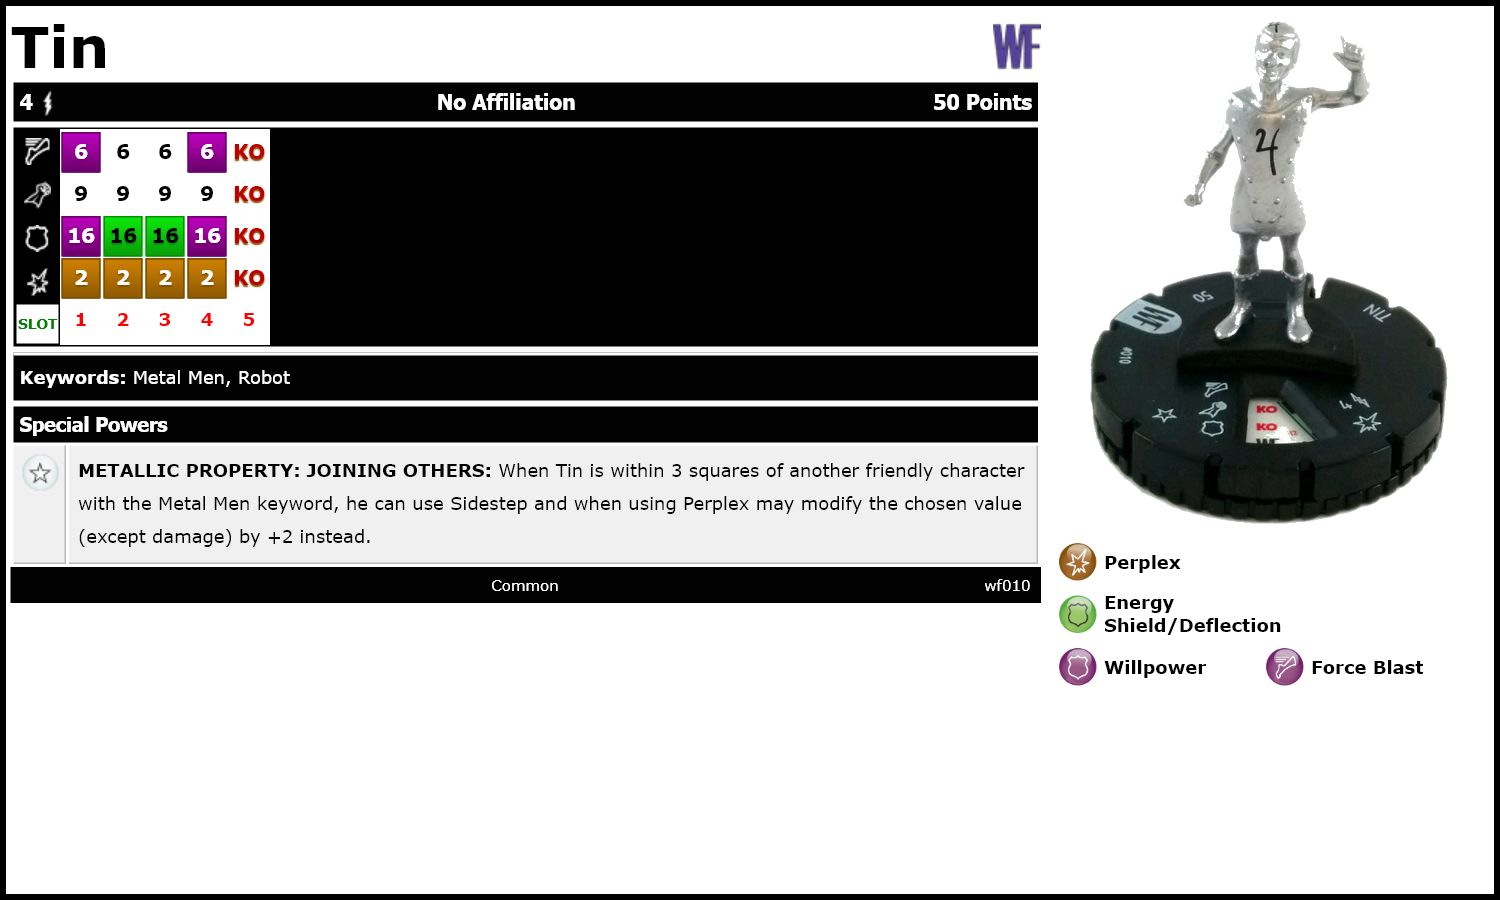 Tin
WF
4 No Affiliation 50 Points
6 6 6 6 KO
9 9 9 9 KO
16 16 16 16 KO
2 2 2 2 KO
SLOT 1 2 3 4 5
Keywords: Metal Men, Robot
Special Powers
METALLIC PROPERTY: JOINING OTHERS: When Tin is within 3 squares of another friendly character
with the Metal Men keyword, he can use Sidestep and when using Perplex may modify the chosen value
(except damage) by +2 instead.
Common wf010
4
50
TIN
WF
#010
4
KO
KO
12
Perplex
Energy
Shield/Deflection
Willpower Force Blast